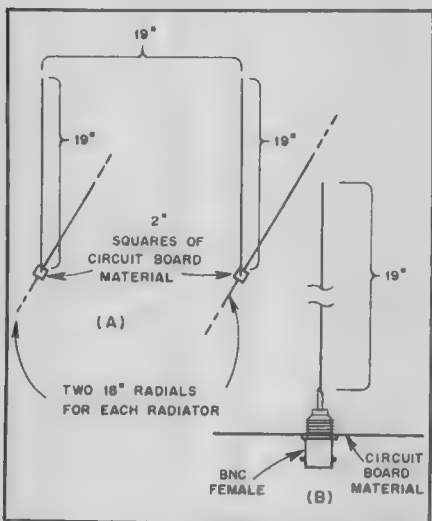 19"
19"
19"
2"
SQUARES OF
CIRCUIT BOARD
MATERIAL
19"
(A)
TWO 18" RADIALS
FOR EACH RADIATOR
BNC
FEMALE
CIRCUIT
BOARD
MATERIAL
(B)